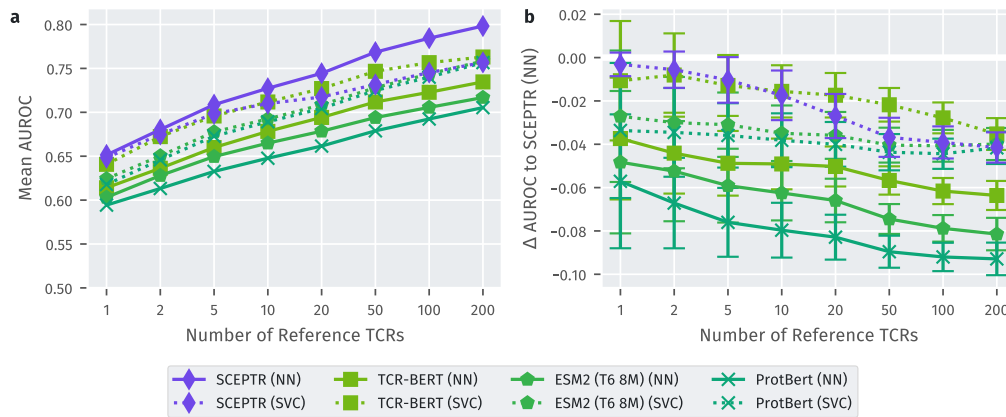 a
Mean AUROC
0.80
0.75
0.70
0.65
0.60
0.55
0.50
1 2 5 10 20 50 100 200
Number of Reference TCRs
b
Δ AUROC to SCEPTR (NN)
0.02
0.00
−0.02
−0.04
−0.06
−0.08
−0.10
1 2 5 10 20 50 100 200
Number of Reference TCRs
SCEPTR (NN) TCR-BERT (NN) ESM2 (T6 8M) (NN) ProtBert (NN)
SCEPTR (SVC) TCR-BERT (SVC) ESM2 (T6 8M) (SVC) ProtBert (SVC)